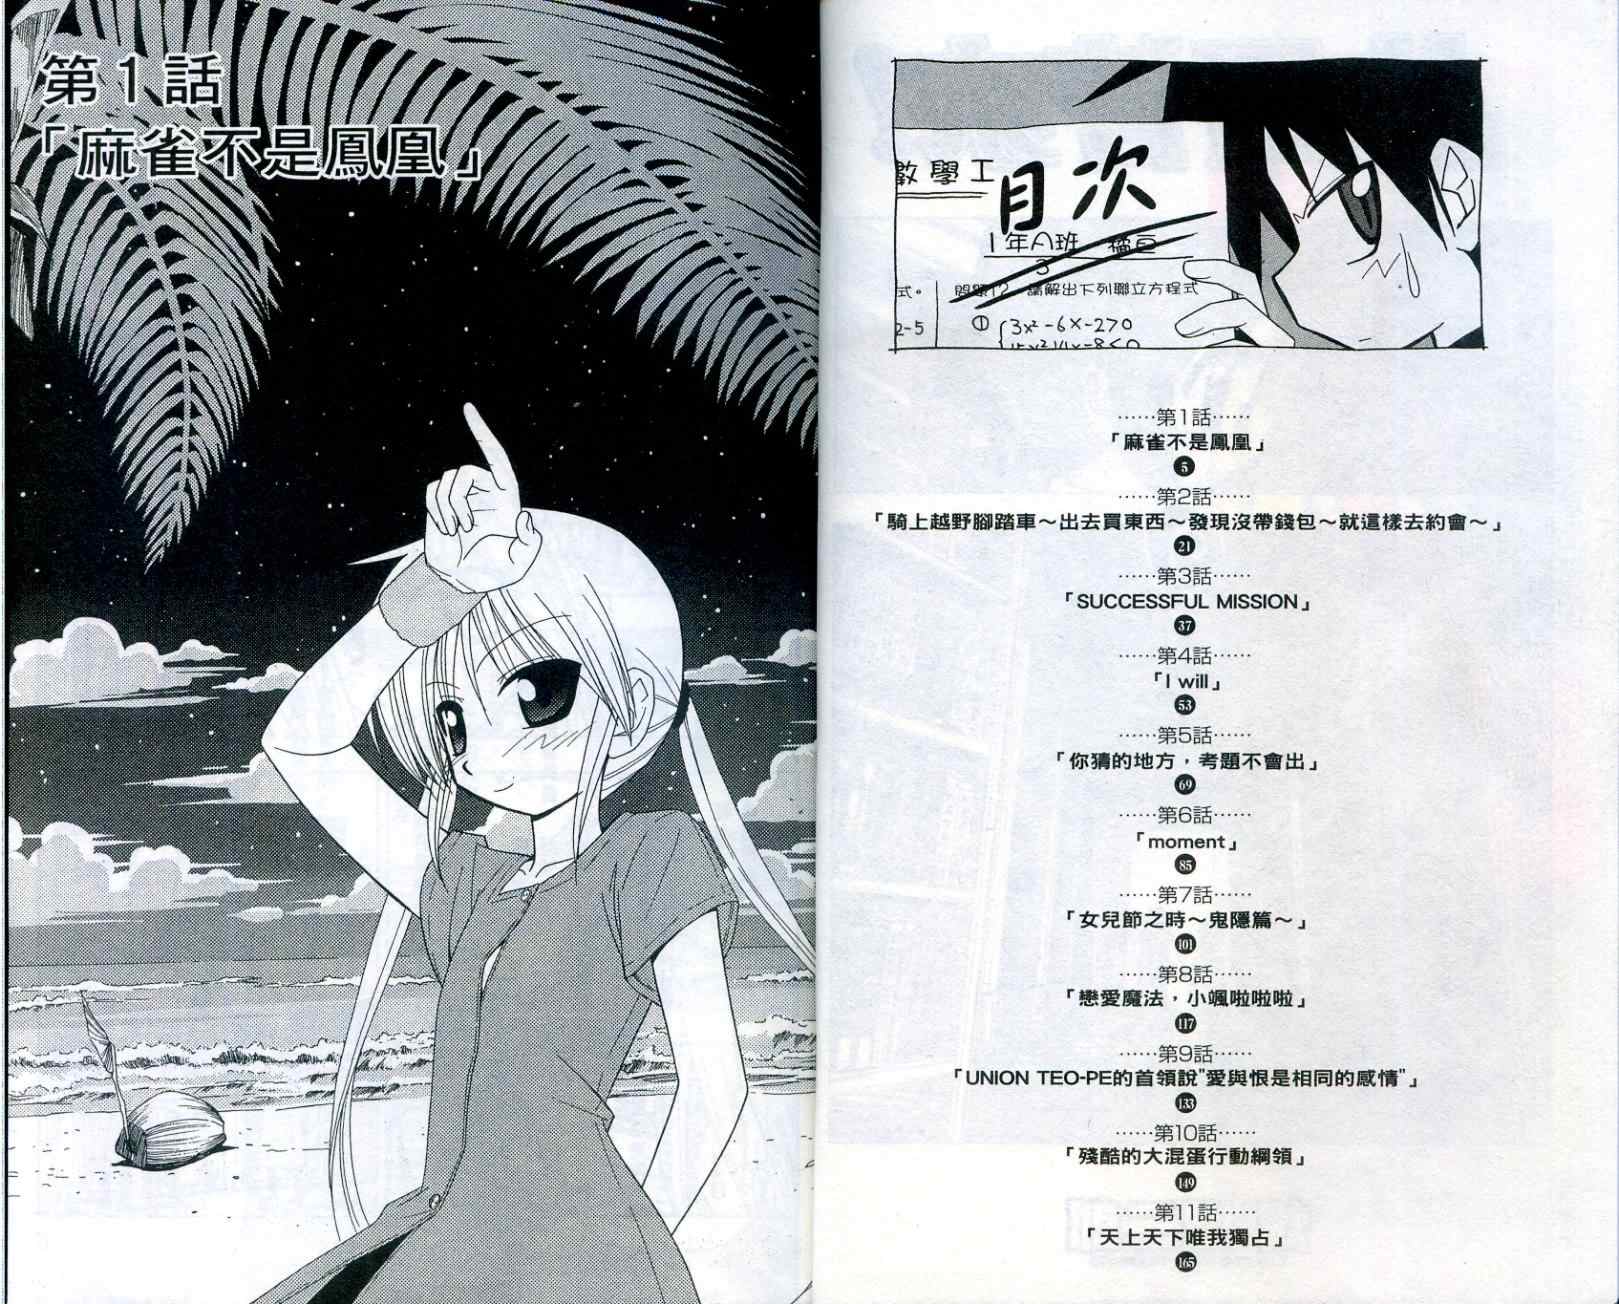 第1話
「麻雀不是鳳凰」
數學I
目次
1年A班 橘亘
3
式。
問題12 請解出下列聯立方程式
2-5
① 3x²-6x-270
……第1話……
「麻雀不是鳳凰」
5
……第2話……
「騎上越野腳踏車～出去買東西～發現沒帶錢包～就這樣去約會～」
21
……第3話……
「SUCCESSFUL MISSION」
37
……第4話……
「I will」
53
……第5話……
「你猜的地方，考題不會出」
69
……第6話……
「moment」
85
……第7話……
「女兒節之時～鬼隱篇～」
101
……第8話……
「戀愛魔法，小颯啦啦啦」
117
……第9話……
「UNION TEO-PE的首領說"愛與恨是相同的感情"」
133
……第10話……
「殘酷的大混蛋行動綱領」
149
……第11話……
「天上天下唯我獨占」
165